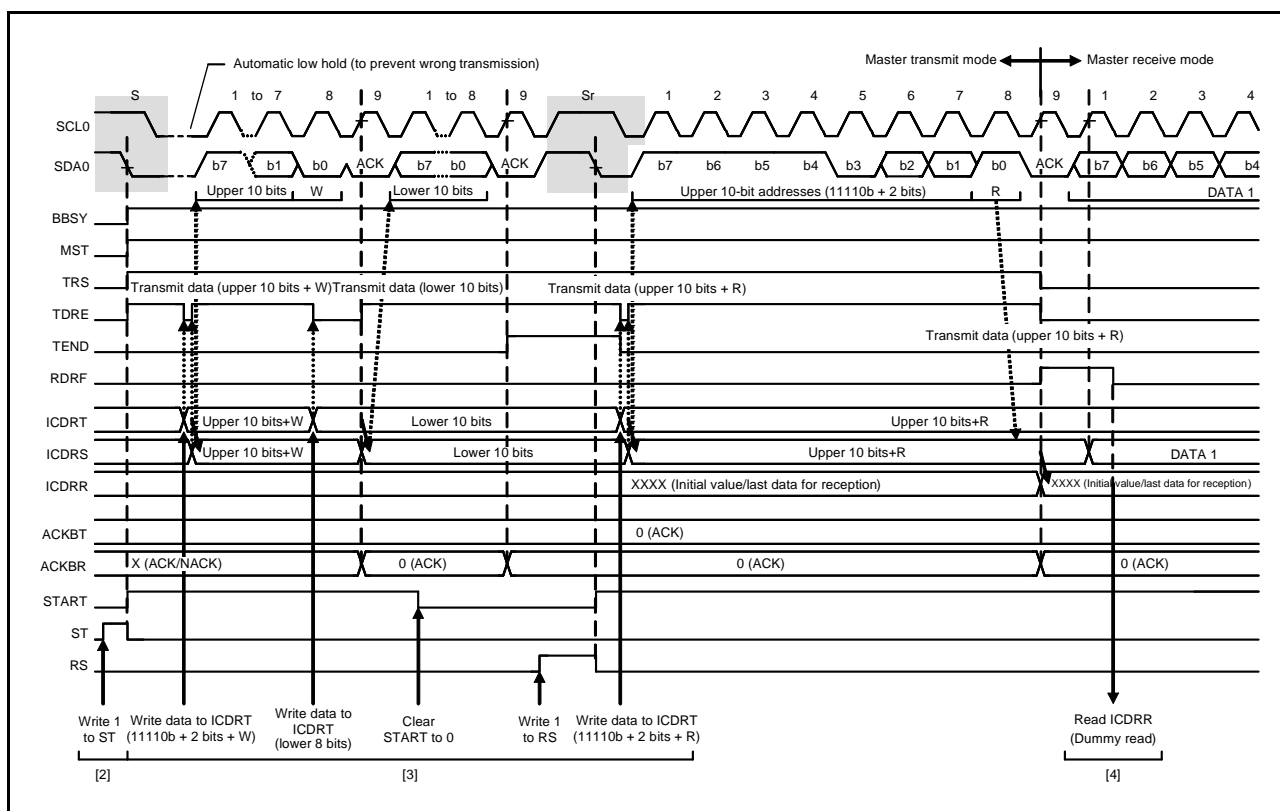 Master transmit mode
Master receive mode
Automatic low hold (to prevent wrong transmission)
S
1 to 7
8
9
1 to 8
9
Sr
1
2
3
4
5
6
7
8
9
1
2
3
4
SCL0
SDA0
b7
b1
b0
ACK
b7
b0
ACK
b7
b6
b5
b4
b3
b2
b1
b0
ACK
b7
b6
b5
b4
Upper 10 bits
W
Lower 10 bits
Upper 10-bit addresses (11110b + 2 bits)
R
DATA 1
BBSY
MST
TRS
Transmit data (upper 10 bits + W)
Transmit data (lower 10 bits)
Transmit data (upper 10 bits + R)
TDRE
Transmit data (upper 10 bits + R)
TEND
RDRF
ICDRT
Upper 10 bits+W
Lower 10 bits
Upper 10 bits+R
ICDRS
Upper 10 bits+W
Lower 10 bits
Upper 10 bits+R
DATA 1
ICDRR
XXXX (Initial value/last data for reception)
XXXX (Initial value/last data for reception)
ACKBT
0 (ACK)
ACKBR
X (ACK/NACK)
0 (ACK)
0 (ACK)
0 (ACK)
START
ST
RS
Write 1
to ST
Write data to ICDRT
(11110b + 2 bits + W)
Write data to
ICDRT
(lower 8 bits)
Clear
START to 0
Write 1
to RS
Write data to ICDRT
(11110b + 2 bits + R)
Read ICDRR
(Dummy read)
[2]
[3]
[4]